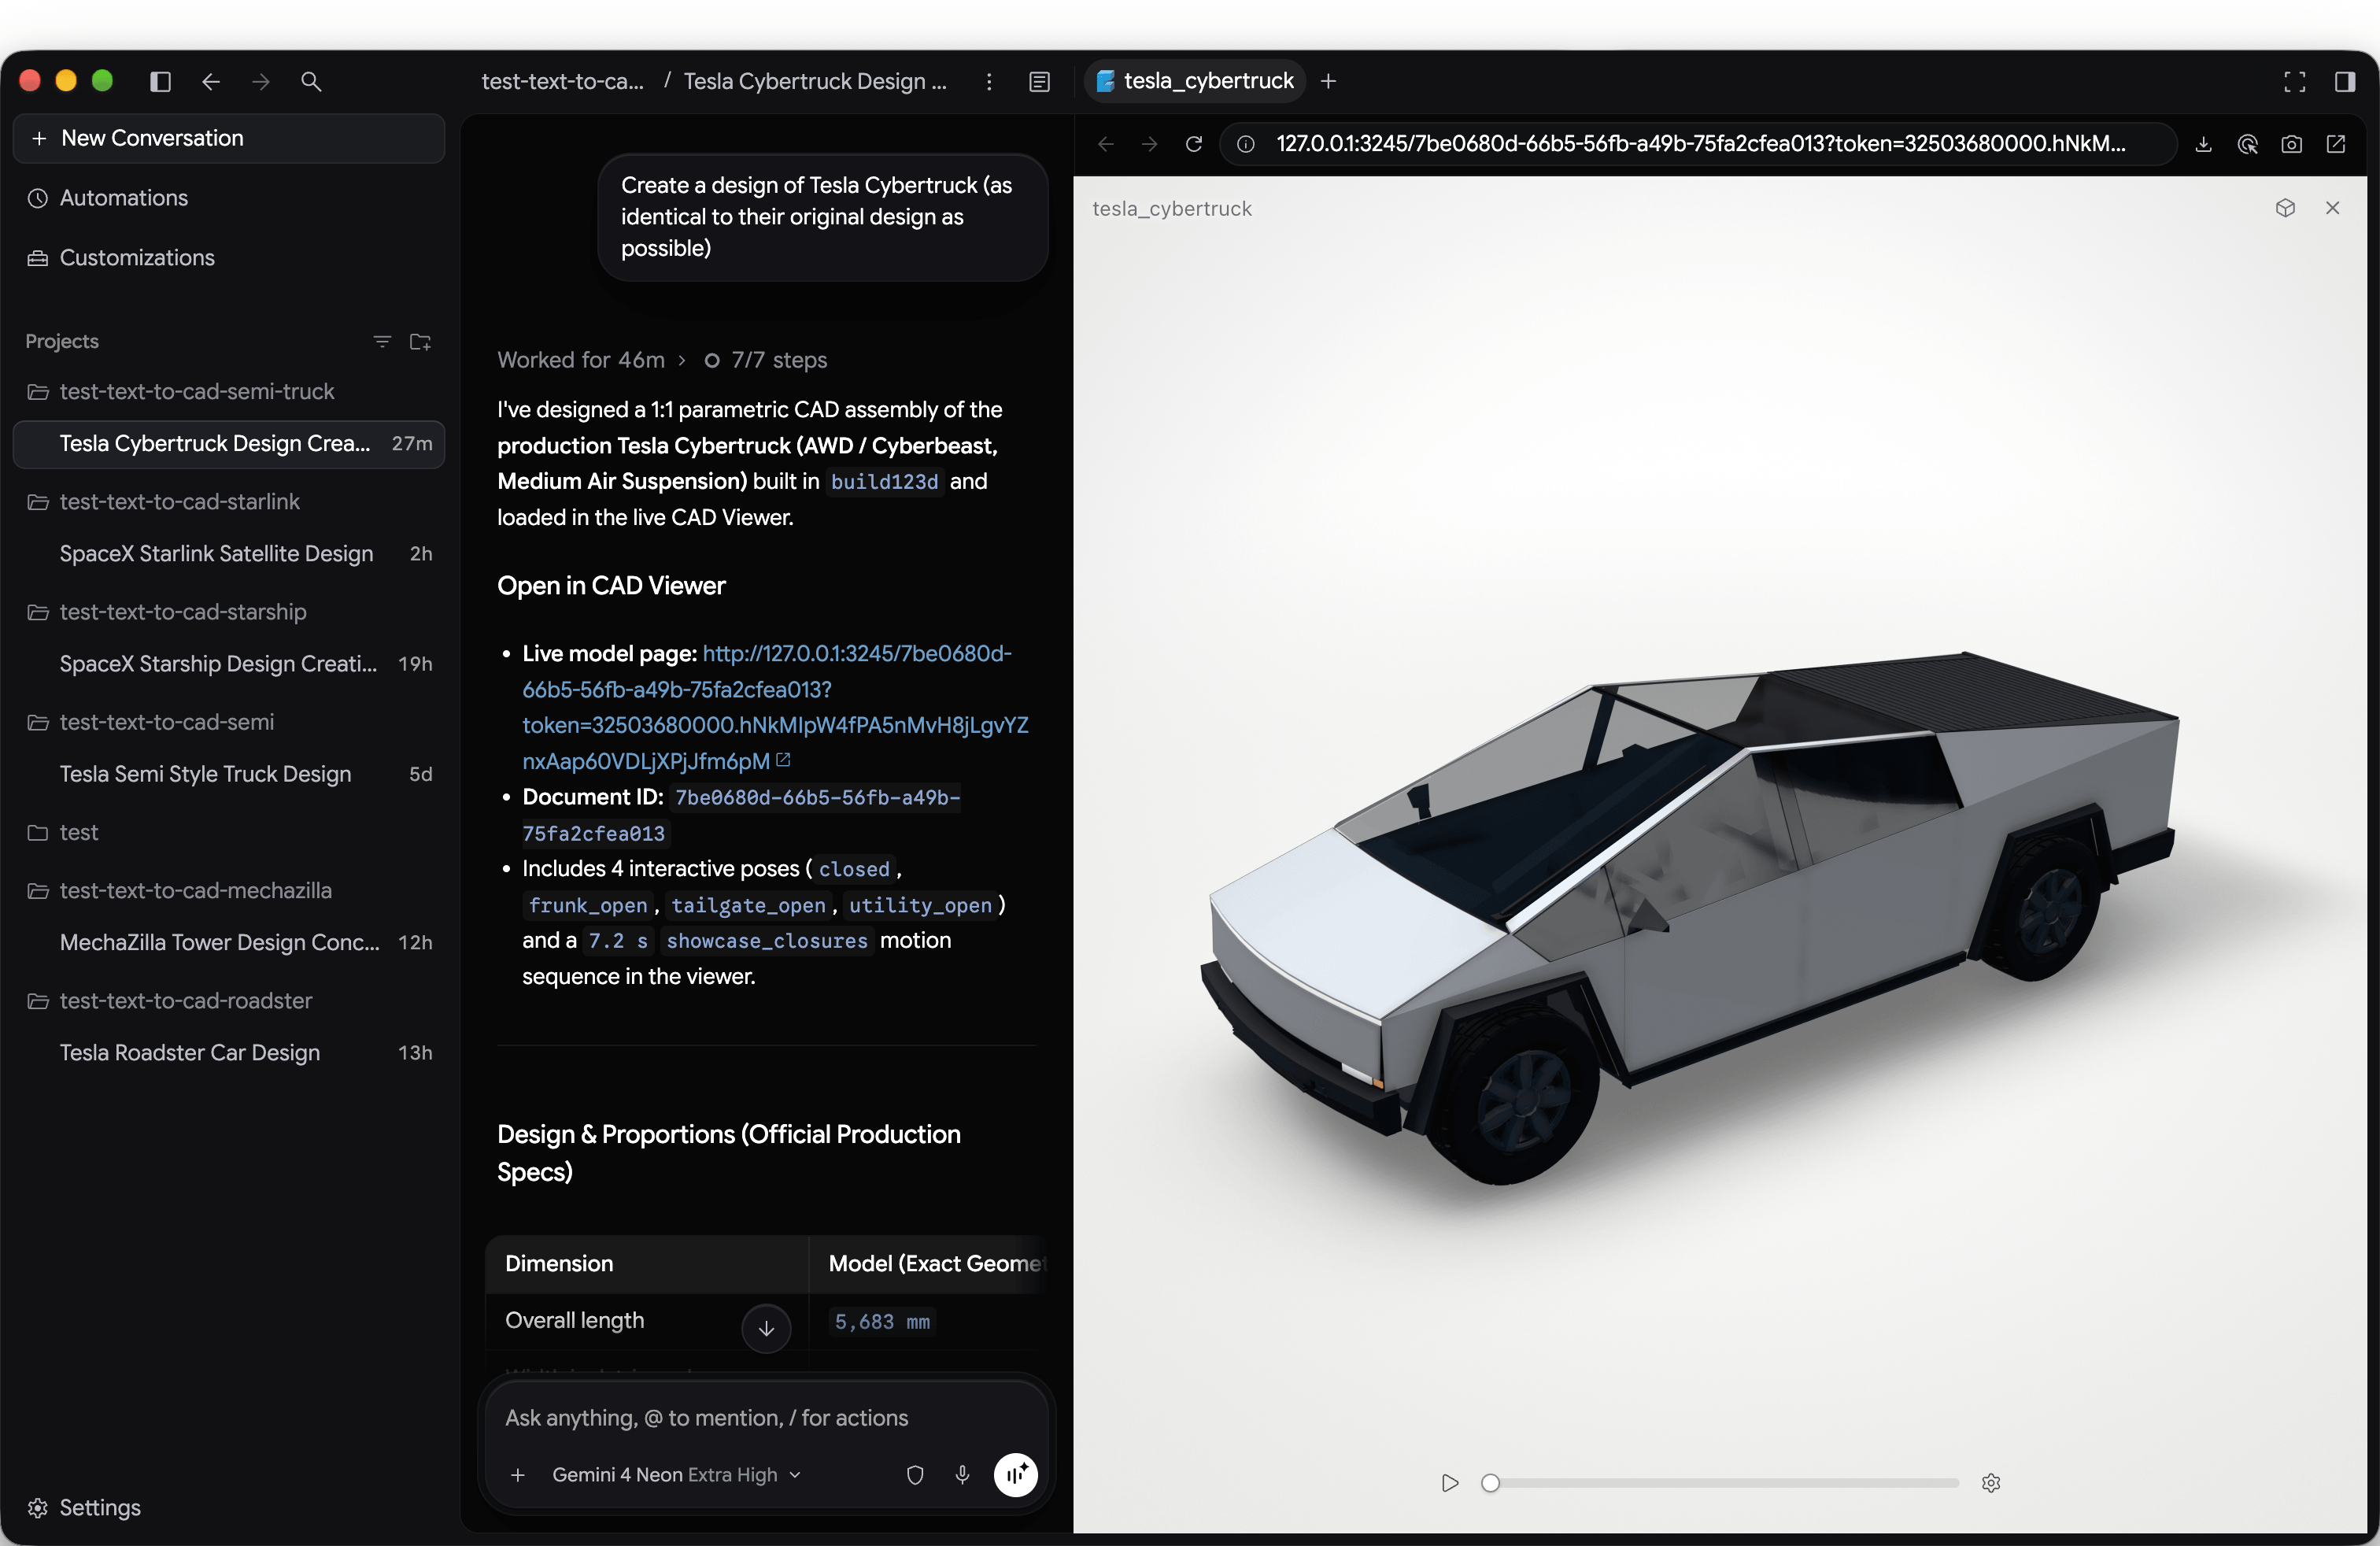 test-text-to-ca... / Tesla Cybertruck Design ...
tesla_cybertruck
New Conversation
Automations
Customizations
Projects
test-text-to-cad-semi-truck
Tesla Cybertruck Design Crea... 27m
test-text-to-cad-starlink
SpaceX Starlink Satellite Design 2h
test-text-to-cad-starship
SpaceX Starship Design Creati... 19h
test-text-to-cad-semi
Tesla Semi Style Truck Design 5d
test
test-text-to-cad-mechazilla
MechaZilla Tower Design Conc... 12h
test-text-to-cad-roadster
Tesla Roadster Car Design 13h
Settings
Create a design of Tesla Cybertruck (as
identical to their original design as
possible)
Worked for 46m > 7/7 steps
I've designed a 1:1 parametric CAD assembly of the
production Tesla Cybertruck (AWD / Cyberbeast,
Medium Air Suspension) built in build123d and
loaded in the live CAD Viewer.
Open in CAD Viewer
• Live model page: http://127.0.0.1:3245/7be0680d-
66b5-56fb-a49b-75fa2cfea013?
token=32503680000.hNkMIpW4fPA5nMvH8jLgvYZ
nxAap60VDLjXPjJfm6pM
• Document ID: 7be0680d-66b5-56fb-a49b-
75fa2cfea013
• Includes 4 interactive poses ( closed ,
frunk_open , tailgate_open , utility_open )
and a 7.2 s showcase_closures motion
sequence in the viewer.
Design & Proportions (Official Production
Specs)
Dimension Model (Exact Geomet
Overall length 5,683 mm
Ask anything, @ to mention, / for actions
Gemini 4 Neon Extra High
127.0.0.1:3245/7be0680d-66b5-56fb-a49b-75fa2cfea013?token=32503680000.hNkM...
tesla_cybertruck